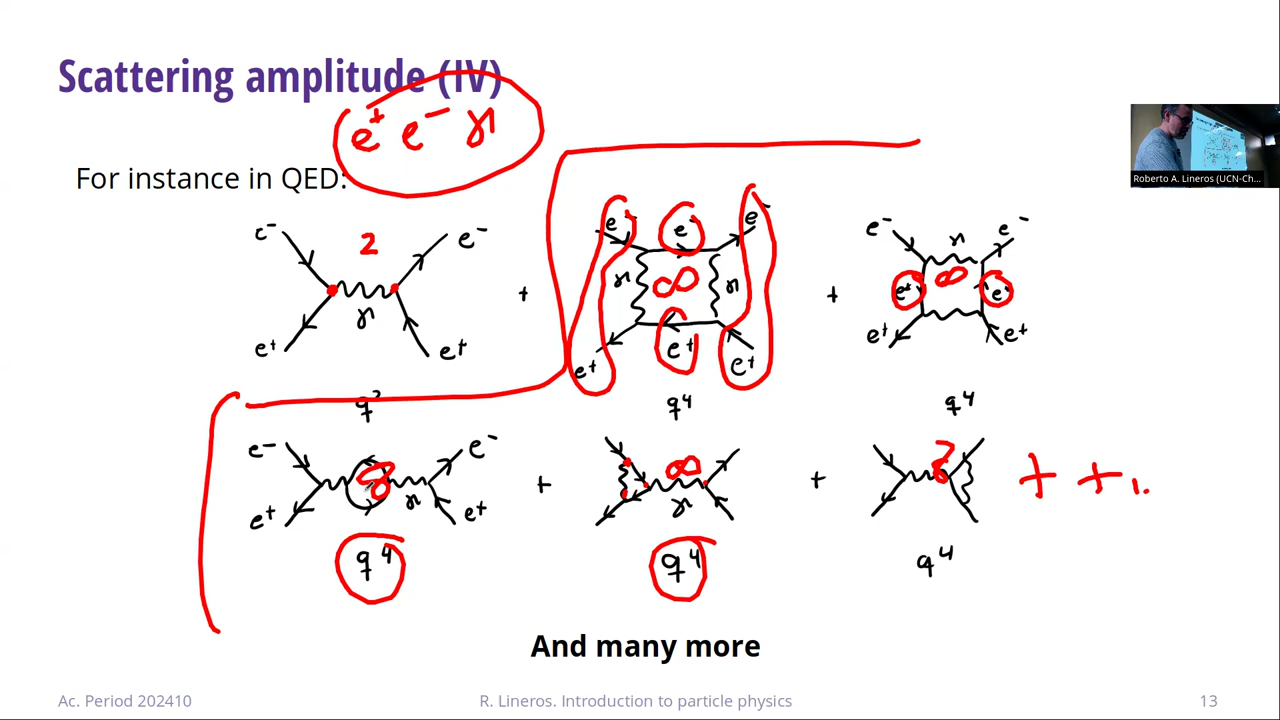 Scattering amplitude (IV)
e⁺ e⁻ γ
For instance in QED:
e⁻ 2 e⁻
γ
e⁺ e⁺
+
e⁻ e⁻ e⁻
γ ∞ γ
e⁺ e⁺ e⁺
+
e⁻ γ e⁻
e⁺ ∞ e⁻
e⁺ e⁺
q² q⁴ q⁴
e⁻ ∞ e⁻
e⁺ γ e⁺
+
∞
γ
+
+ + ..
q⁴ q⁴ q⁴
And many more
Roberto A. Lineros (UCN-Ch...
Ac. Period 202410
R. Lineros. Introduction to particle physics
13